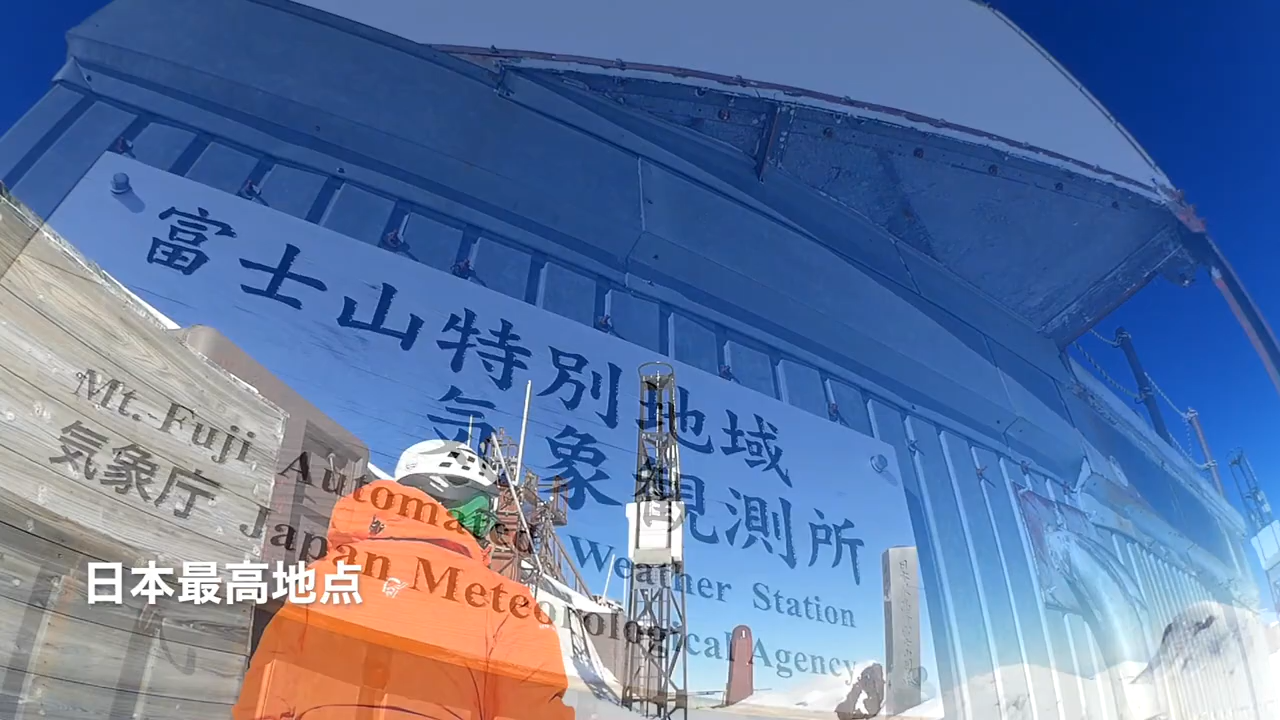 富士山特別地域
気象観測所
Mt. Fuji
Automated Weather Station
気象庁
Japan Meteorological Agency
日本最高地点